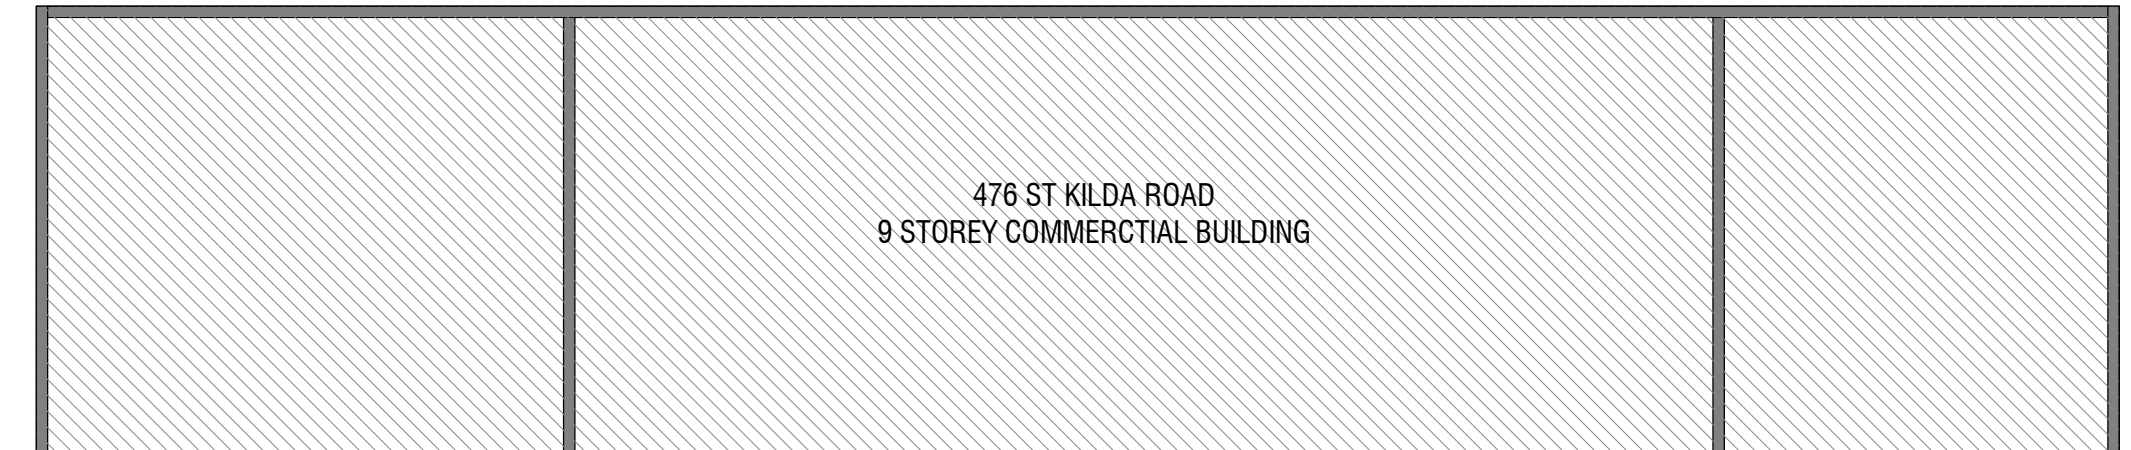 476 ST KILDA ROAD
9 STOREY COMMERCTIAL BUILDING